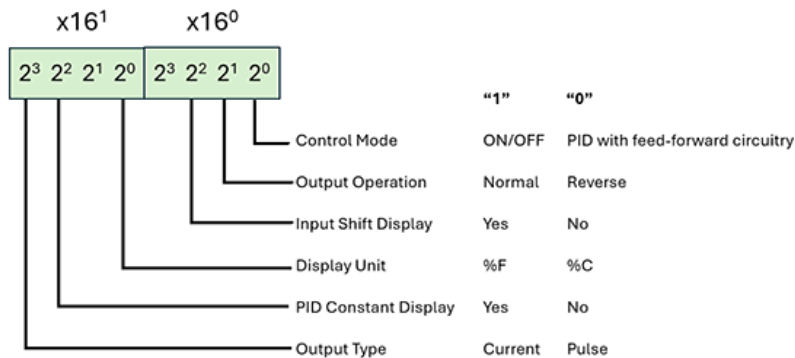 x16¹ x16⁰
2³ 2² 2¹ 2⁰ 2³ 2² 2¹ 2⁰
“1” “0”
Control Mode ON/OFF PID with feed-forward circuitry
Output Operation Normal Reverse
Input Shift Display Yes No
Display Unit %F %C
PID Constant Display Yes No
Output Type Current Pulse